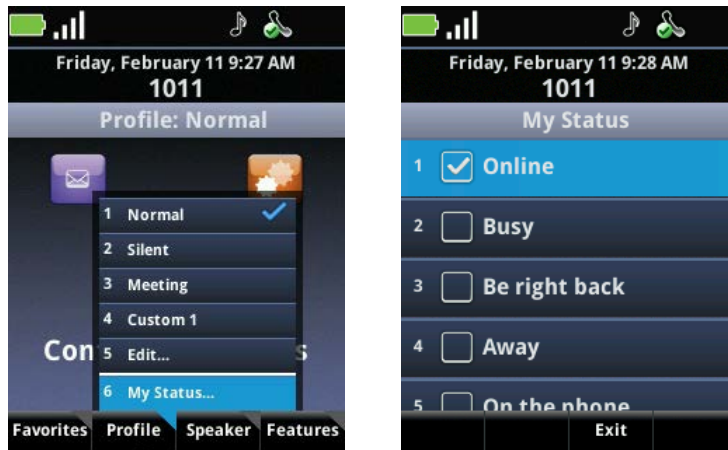 Friday, February 11 9:27 AM
1011
Profile: Normal
1 Normal
2 Silent
3 Meeting
4 Custom 1
Con
5 Edit...
s
6 My Status...
Favorites Profile Speaker Features
Friday, February 11 9:28 AM
1011
My Status
1 Online
2 Busy
3 Be right back
4 Away
5 On the phone
Exit